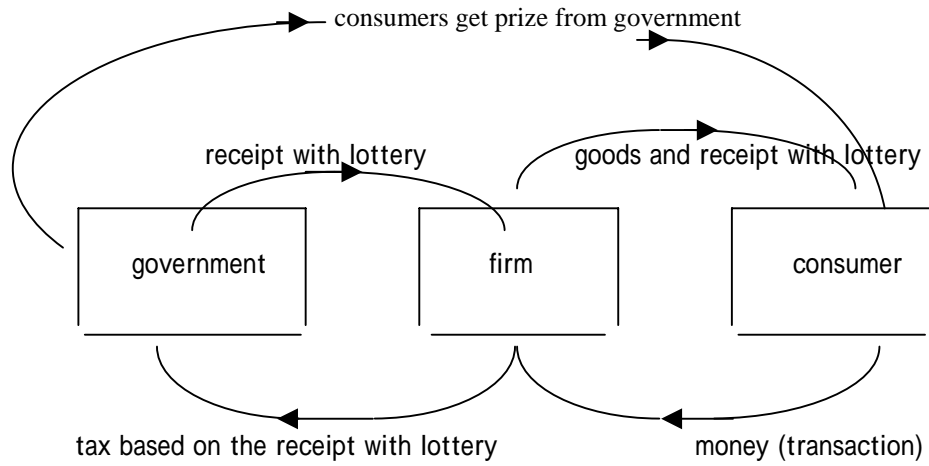 consumers get prize from government
receipt with lottery
goods and receipt with lottery
government
firm
consumer
tax based on the receipt with lottery
money (transaction)